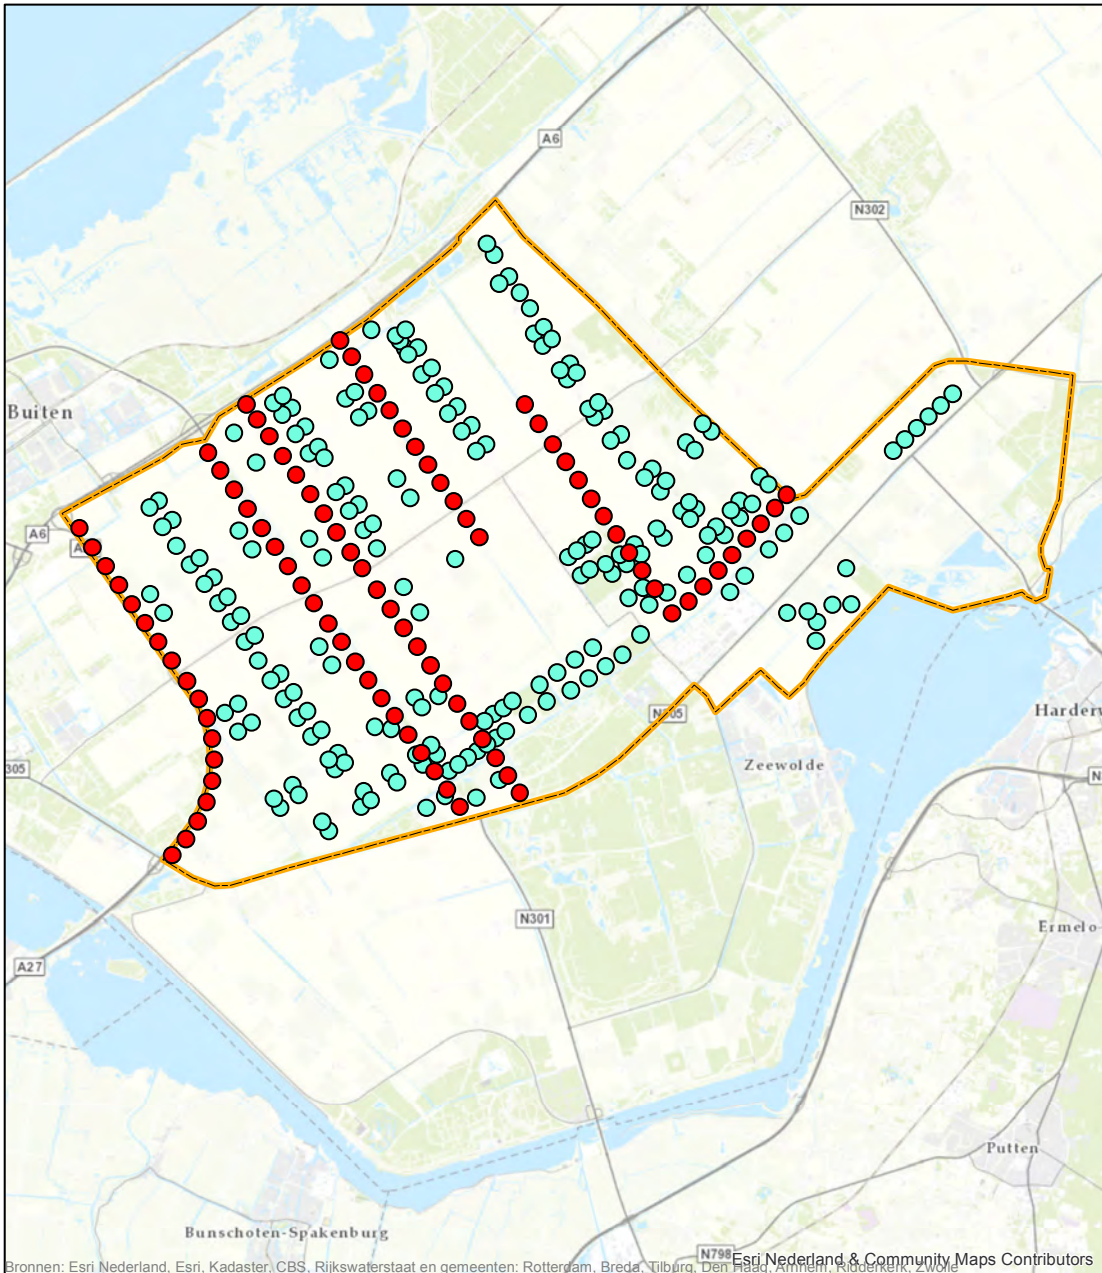 A6
N302
Buiten
A6
N305
Harderw
305
Zeewolde
N
N301
Ermelo
A27
Putten
Bunschoten-Spakenburg
N798
Esri Nederland & Community Maps Contributors
Bronnen: Esri Nederland, Esri, Kadaster, CBS, Rijkswaterstaat en gemeenten: Rotterdam, Breda, Tilburg, Den Haag, Arnhem, Ridderkerk, Zwolle